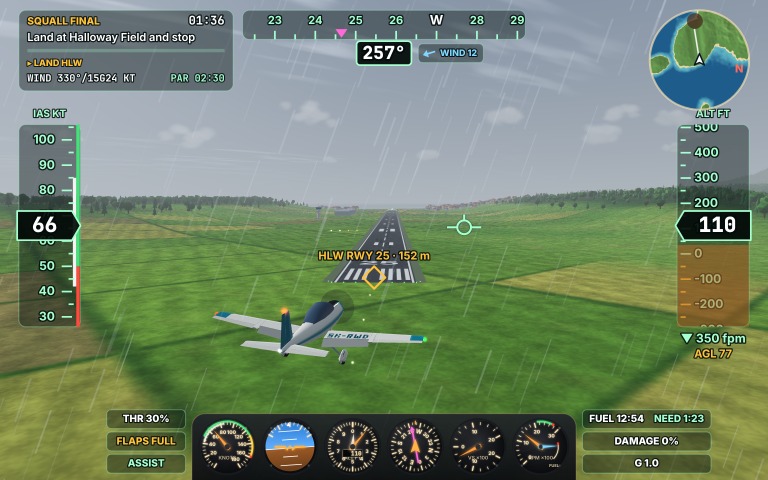 SQUALL FINAL 01:36
Land at Halloway Field and stop
▸ LAND HLW
WIND 330°/15G24 KT PAR 02:30
23 24 25 26 W 28 29
257°
WIND 12
N
IAS KT
100
90
80
66
60
50
40
30
ALT FT
500
400
300
200
110
0
-100
-200
▼ 350 fpm
AGL 77
HLW RWY 25 · 152 m
THR 30%
FLAPS FULL
ASSIST
110
FUEL 12:54 NEED 1:23
DAMAGE 0%
G 1.0